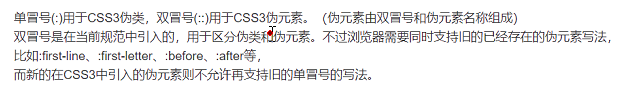 单冒号(:)用于CSS3伪类，双冒号(::)用于CSS3伪元素。（伪元素由双冒号和伪元素名称组成）
双冒号是在当前规范中引入的，用于区分伪类和伪元素。不过浏览器需要同时支持旧的已经存在的伪元素写法，
比如:first-line、:first-letter、:before、:after等，
而新的在CSS3中引入的伪元素则不允许再支持旧的单冒号的写法。